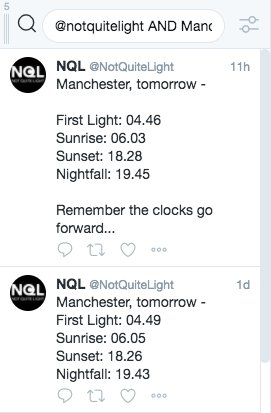 5
@notquitelight AND Manc
NQL @NotQuiteLight 11h
Manchester, tomorrow -
First Light: 04.46
Sunrise: 06.03
Sunset: 18.28
Nightfall: 19.45
Remember the clocks go
forward...
NQL @NotQuiteLight 1d
Manchester, tomorrow -
First Light: 04.49
Sunrise: 06.05
Sunset: 18.26
Nightfall: 19.43